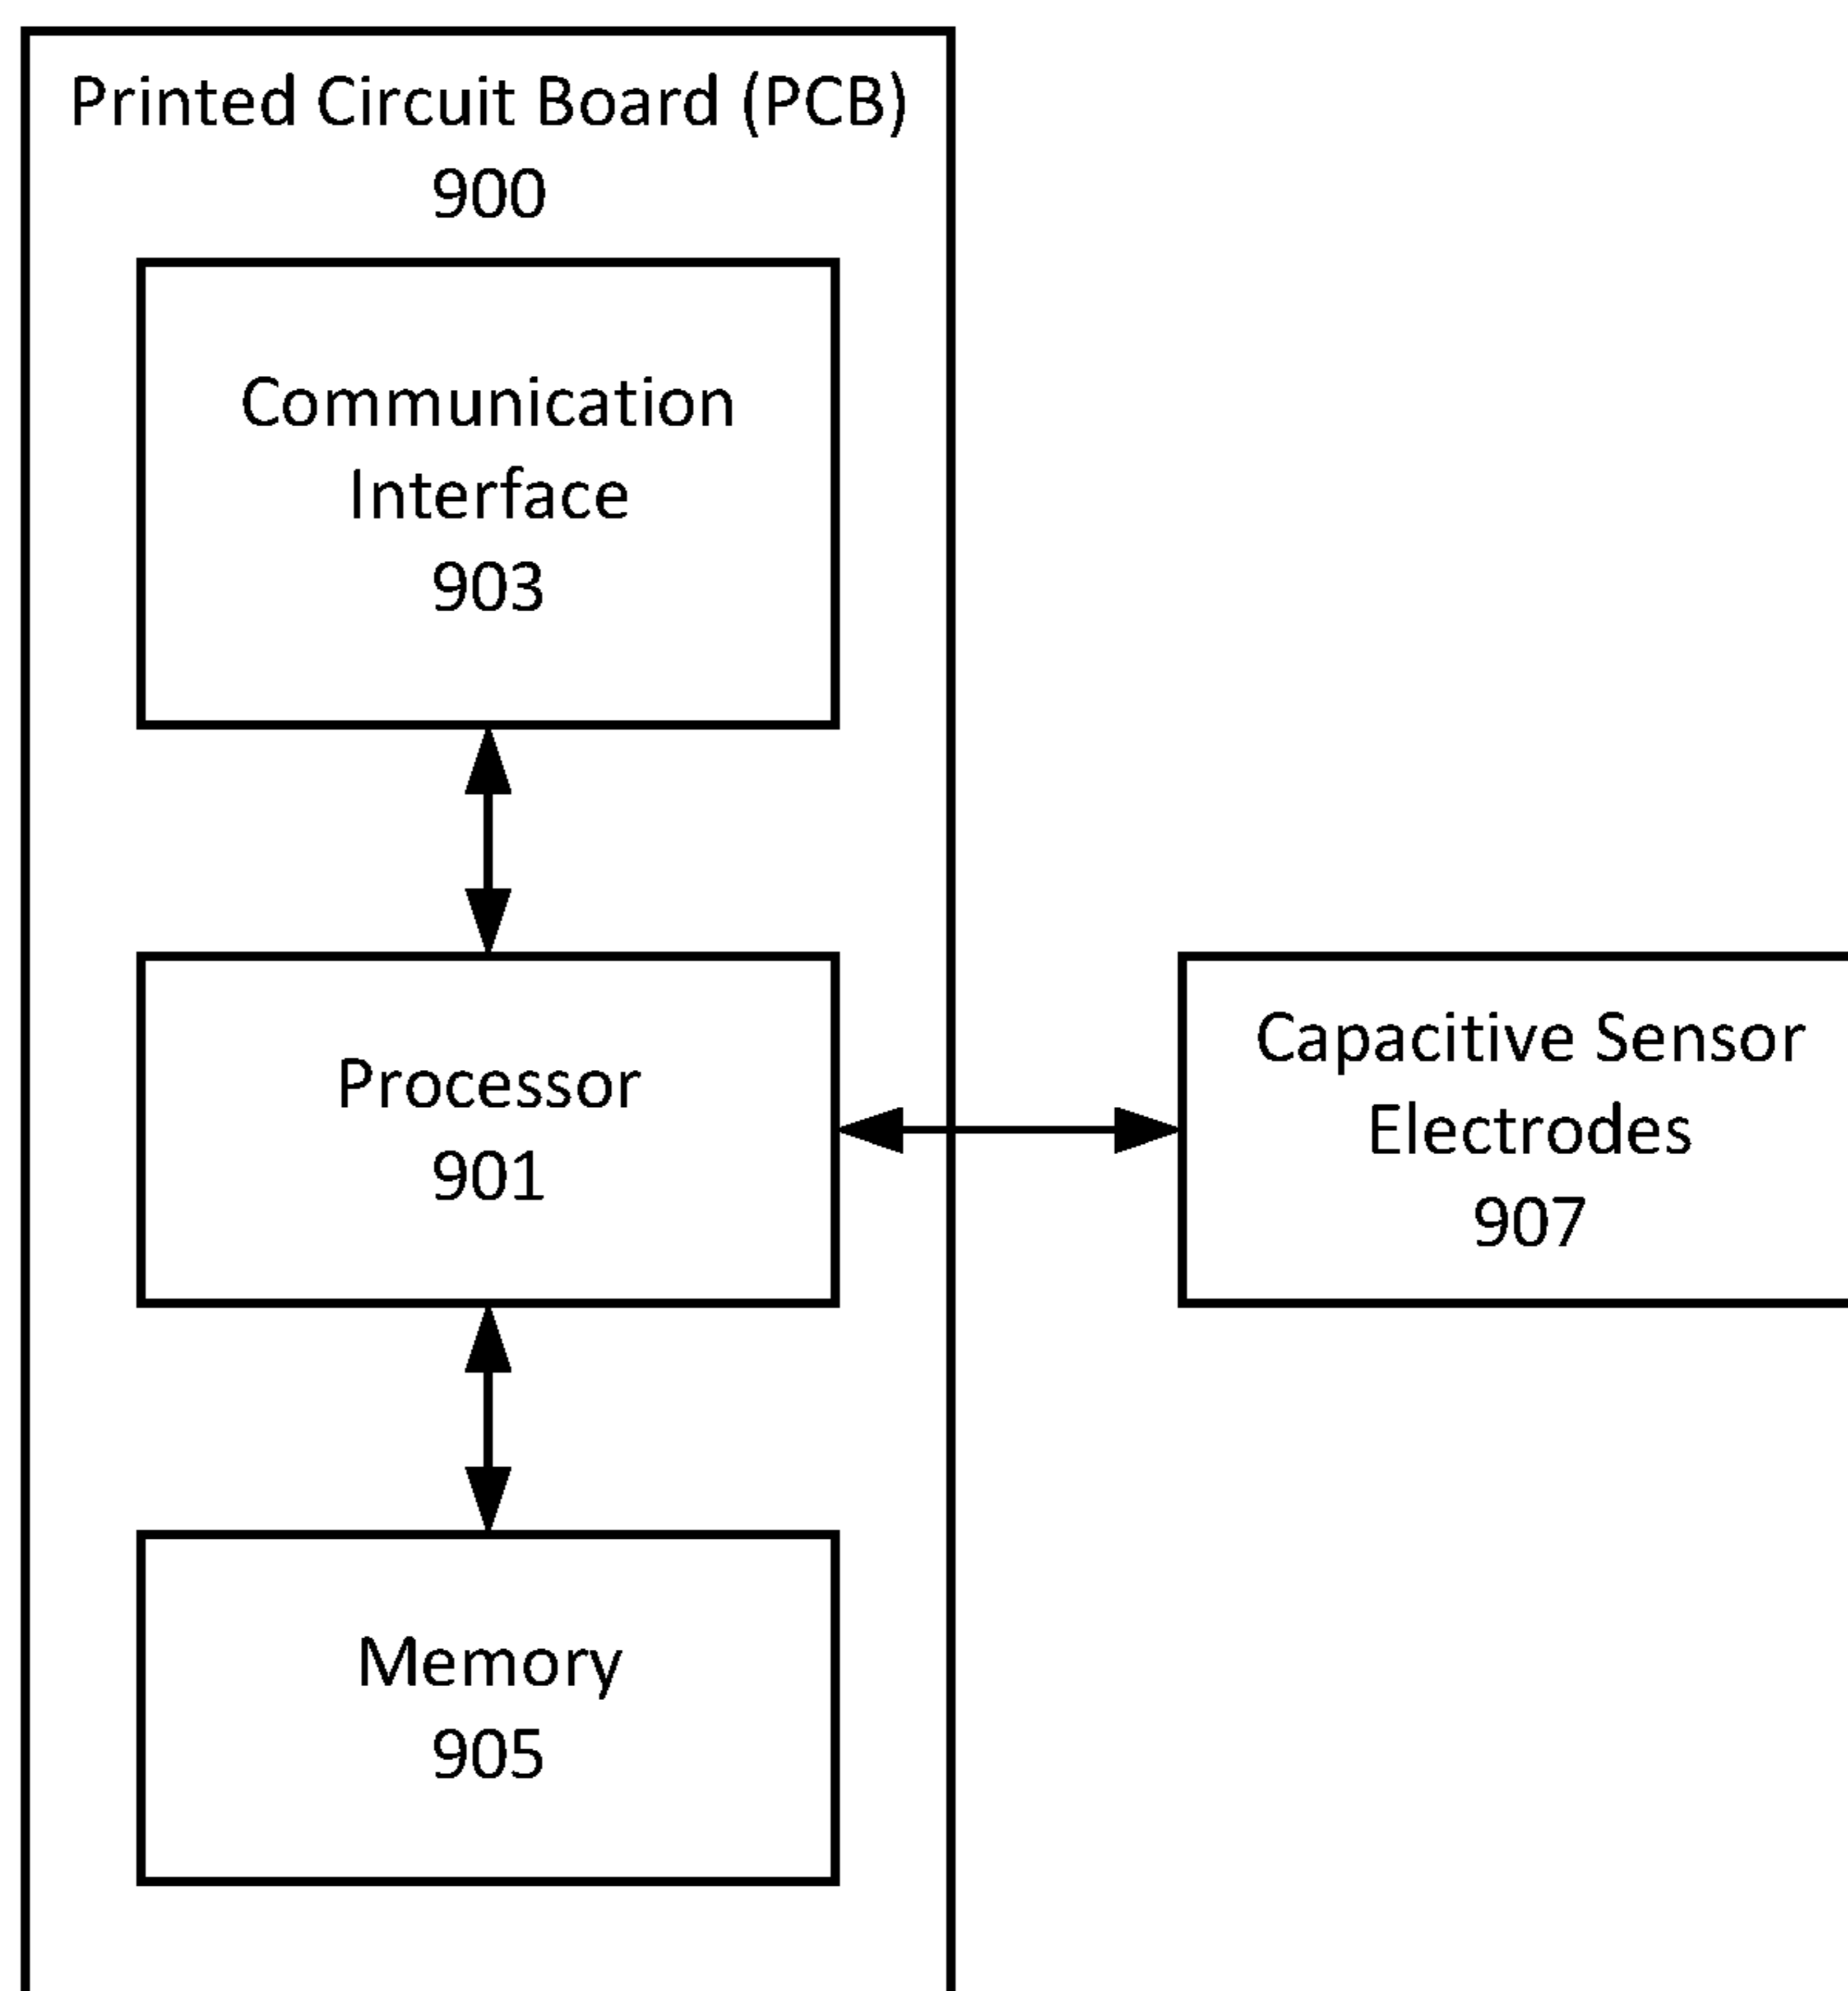 Printed Circuit Board (PCB)
900
Communication
Interface
903
Processor
901
Capacitive Sensor
Electrodes
907
Memory
905